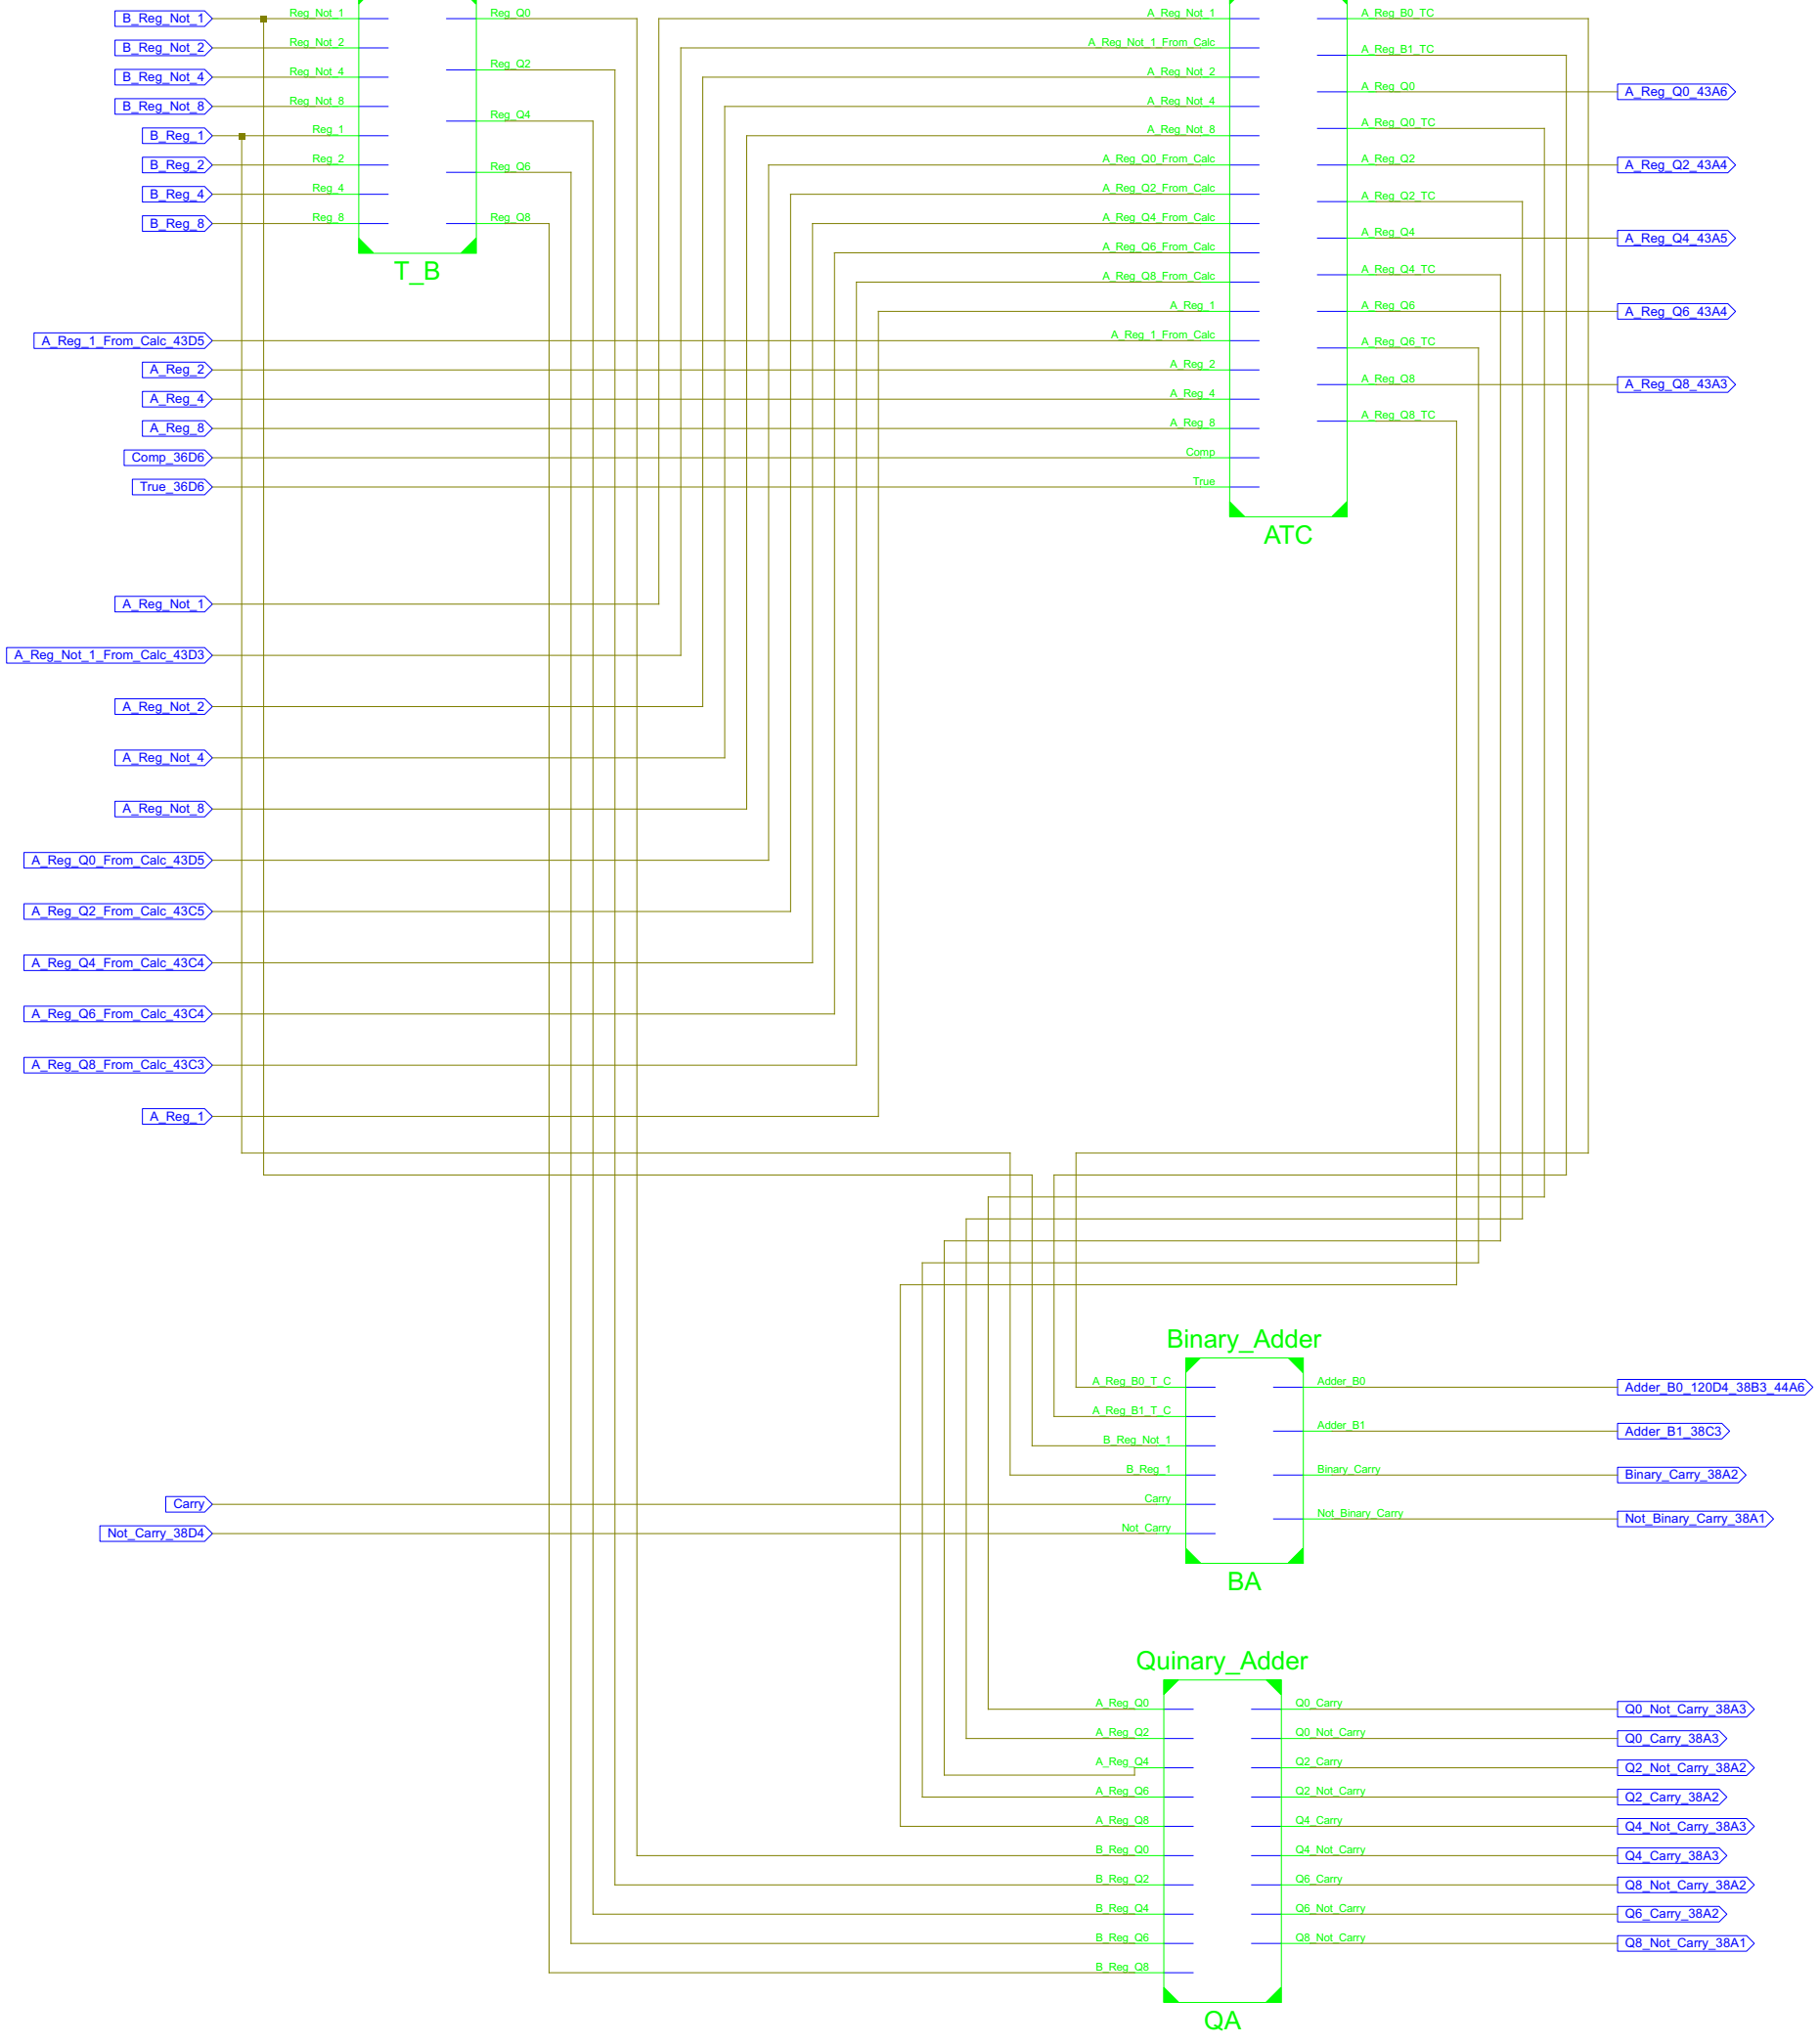 B_Reg_Not_1 Reg_Not_1 Reg_Q0 A_Reg_Not_1 A_Reg_B0_TC
B_Reg_Not_2 Reg_Not_2 A_Reg_Not_1_From_Calc A_Reg_B1_TC
B_Reg_Not_4 Reg_Not_4 Reg_Q2 A_Reg_Not_2
B_Reg_Not_8 Reg_Not_8 A_Reg_Not_4 A_Reg_Q0 A_Reg_Q0_43A6
B_Reg_1 Reg_1 Reg_Q4 A_Reg_Not_8 A_Reg_Q0_TC
B_Reg_2 Reg_2 Reg_Q6 A_Reg_Q0_From_Calc A_Reg_Q2 A_Reg_Q2_43A4
B_Reg_4 Reg_4 A_Reg_Q2_From_Calc A_Reg_Q2_TC
B_Reg_8 Reg_8 Reg_Q8 A_Reg_Q4_From_Calc A_Reg_Q4 A_Reg_Q4_43A5
A_Reg_Q6_From_Calc
T_B
A_Reg_Q8_From_Calc A_Reg_Q4_TC
A_Reg_1 A_Reg_Q6 A_Reg_Q6_43A4
A_Reg_1_From_Calc_43D5 A_Reg_1_From_Calc A_Reg_Q6_TC
A_Reg_2 A_Reg_2 A_Reg_Q8 A_Reg_Q8_43A3
A_Reg_4 A_Reg_4
A_Reg_8 A_Reg_8 A_Reg_Q8_TC
Comp_36D6 Comp
True_36D6 True
ATC
A_Reg_Not_1
A_Reg_Not_1_From_Calc_43D3
A_Reg_Not_2
A_Reg_Not_4
A_Reg_Not_8
A_Reg_Q0_From_Calc_43D5
A_Reg_Q2_From_Calc_43C5
A_Reg_Q4_From_Calc_43C4
A_Reg_Q6_From_Calc_43C4
A_Reg_Q8_From_Calc_43C3
A_Reg_1
Binary_Adder
A_Reg_B0_T_C Adder_B0 Adder_B0_120D4_38B3_44A6
A_Reg_B1_T_C Adder_B1 Adder_B1_38C3
B_Reg_Not_1
B_Reg_1 Binary_Carry Binary_Carry_38A2
Carry Carry
Not_Binary_Carry Not_Binary_Carry_38A1
Not_Carry_38D4 Not_Carry
BA
Quinary_Adder
A_Reg_Q0 Q0_Carry Q0_Not_Carry_38A3
A_Reg_Q2 Q0_Not_Carry Q0_Carry_38A3
A_Reg_Q4 Q2_Carry Q2_Not_Carry_38A2
A_Reg_Q6 Q2_Not_Carry Q2_Carry_38A2
A_Reg_Q8 Q4_Carry Q4_Not_Carry_38A3
B_Reg_Q0 Q4_Not_Carry Q4_Carry_38A3
B_Reg_Q2 Q6_Carry Q8_Not_Carry_38A2
B_Reg_Q4 Q6_Not_Carry Q6_Carry_38A2
B_Reg_Q6 Q8_Not_Carry Q8_Not_Carry_38A1
B_Reg_Q8
QA